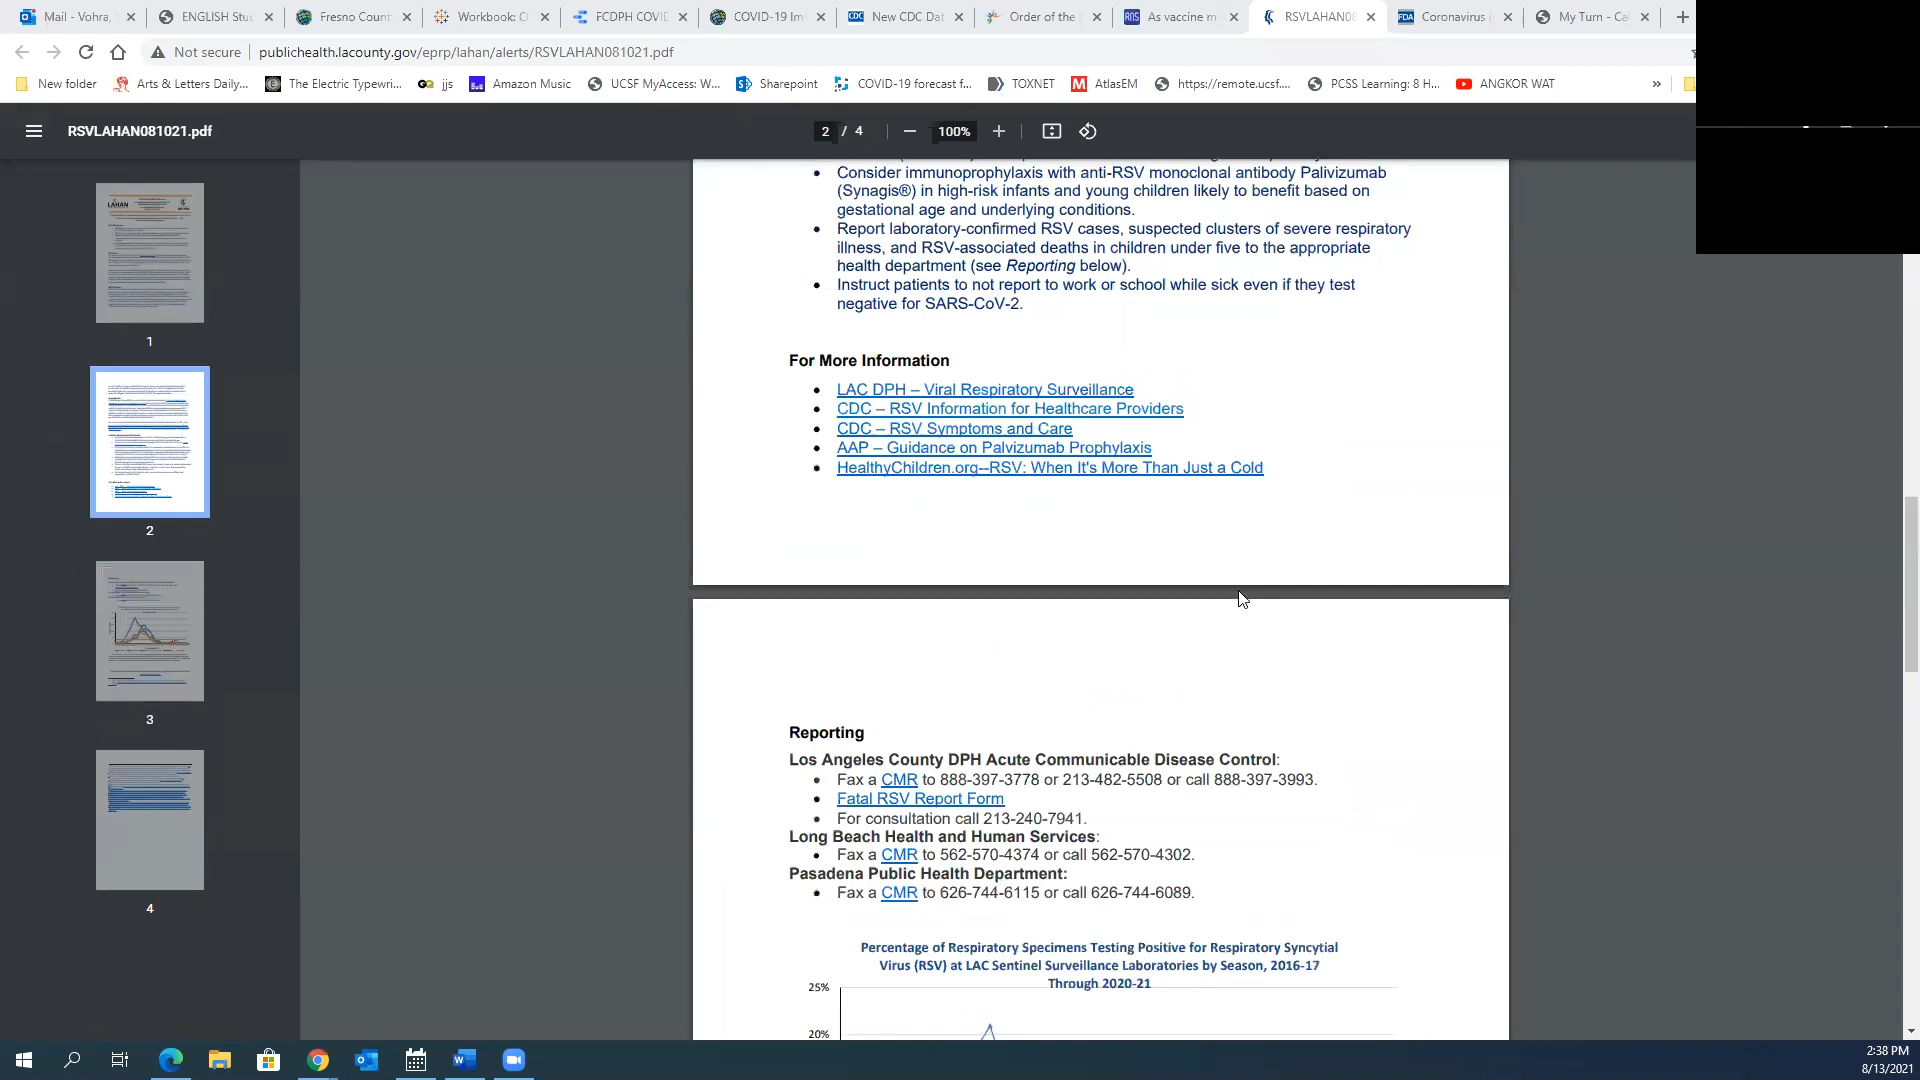 Mail - Vohra,
ENGLISH Stu
Fresno Count
Workbook: C
FCDPH COVI
COVID-19 Im
New CDC Dat
Order of the
As vaccine m
RSVLAHAN08
Coronavirus
My Turn - Ca
Not secure publichealth.lacounty.gov/eprp/lahan/alerts/RSVLAHAN081021.pdf
New folder
Arts & Letters Daily...
The Electric Typewri...
jjs
Amazon Music
UCSF MyAccess: W...
Sharepoint
COVID-19 forecast f...
TOXNET
AtlasEM
https://remote.ucsf....
PCSS Learning: 8 H...
ANGKOR WAT
»
RSVLAHAN081021.pdf
2 / 4
100%
1
2
3
4
• Consider immunoprophylaxis with anti-RSV monoclonal antibody Palivizumab
(Synagis®) in high-risk infants and young children likely to benefit based on
gestational age and underlying conditions.
• Report laboratory-confirmed RSV cases, suspected clusters of severe respiratory
illness, and RSV-associated deaths in children under five to the appropriate
health department (see Reporting below).
• Instruct patients to not report to work or school while sick even if they test
negative for SARS-CoV-2.
For More Information
• LAC DPH – Viral Respiratory Surveillance
• CDC – RSV Information for Healthcare Providers
• CDC – RSV Symptoms and Care
• AAP – Guidance on Palvizumab Prophylaxis
• HealthyChildren.org--RSV: When It's More Than Just a Cold
Reporting
Los Angeles County DPH Acute Communicable Disease Control:
• Fax a CMR to 888-397-3778 or 213-482-5508 or call 888-397-3993.
• Fatal RSV Report Form
• For consultation call 213-240-7941.
Long Beach Health and Human Services:
• Fax a CMR to 562-570-4374 or call 562-570-4302.
Pasadena Public Health Department:
• Fax a CMR to 626-744-6115 or call 626-744-6089.
Percentage of Respiratory Specimens Testing Positive for Respiratory Syncytial
Virus (RSV) at LAC Sentinel Surveillance Laboratories by Season, 2016-17
Through 2020-21
25%
20%
2:38 PM
8/13/2021